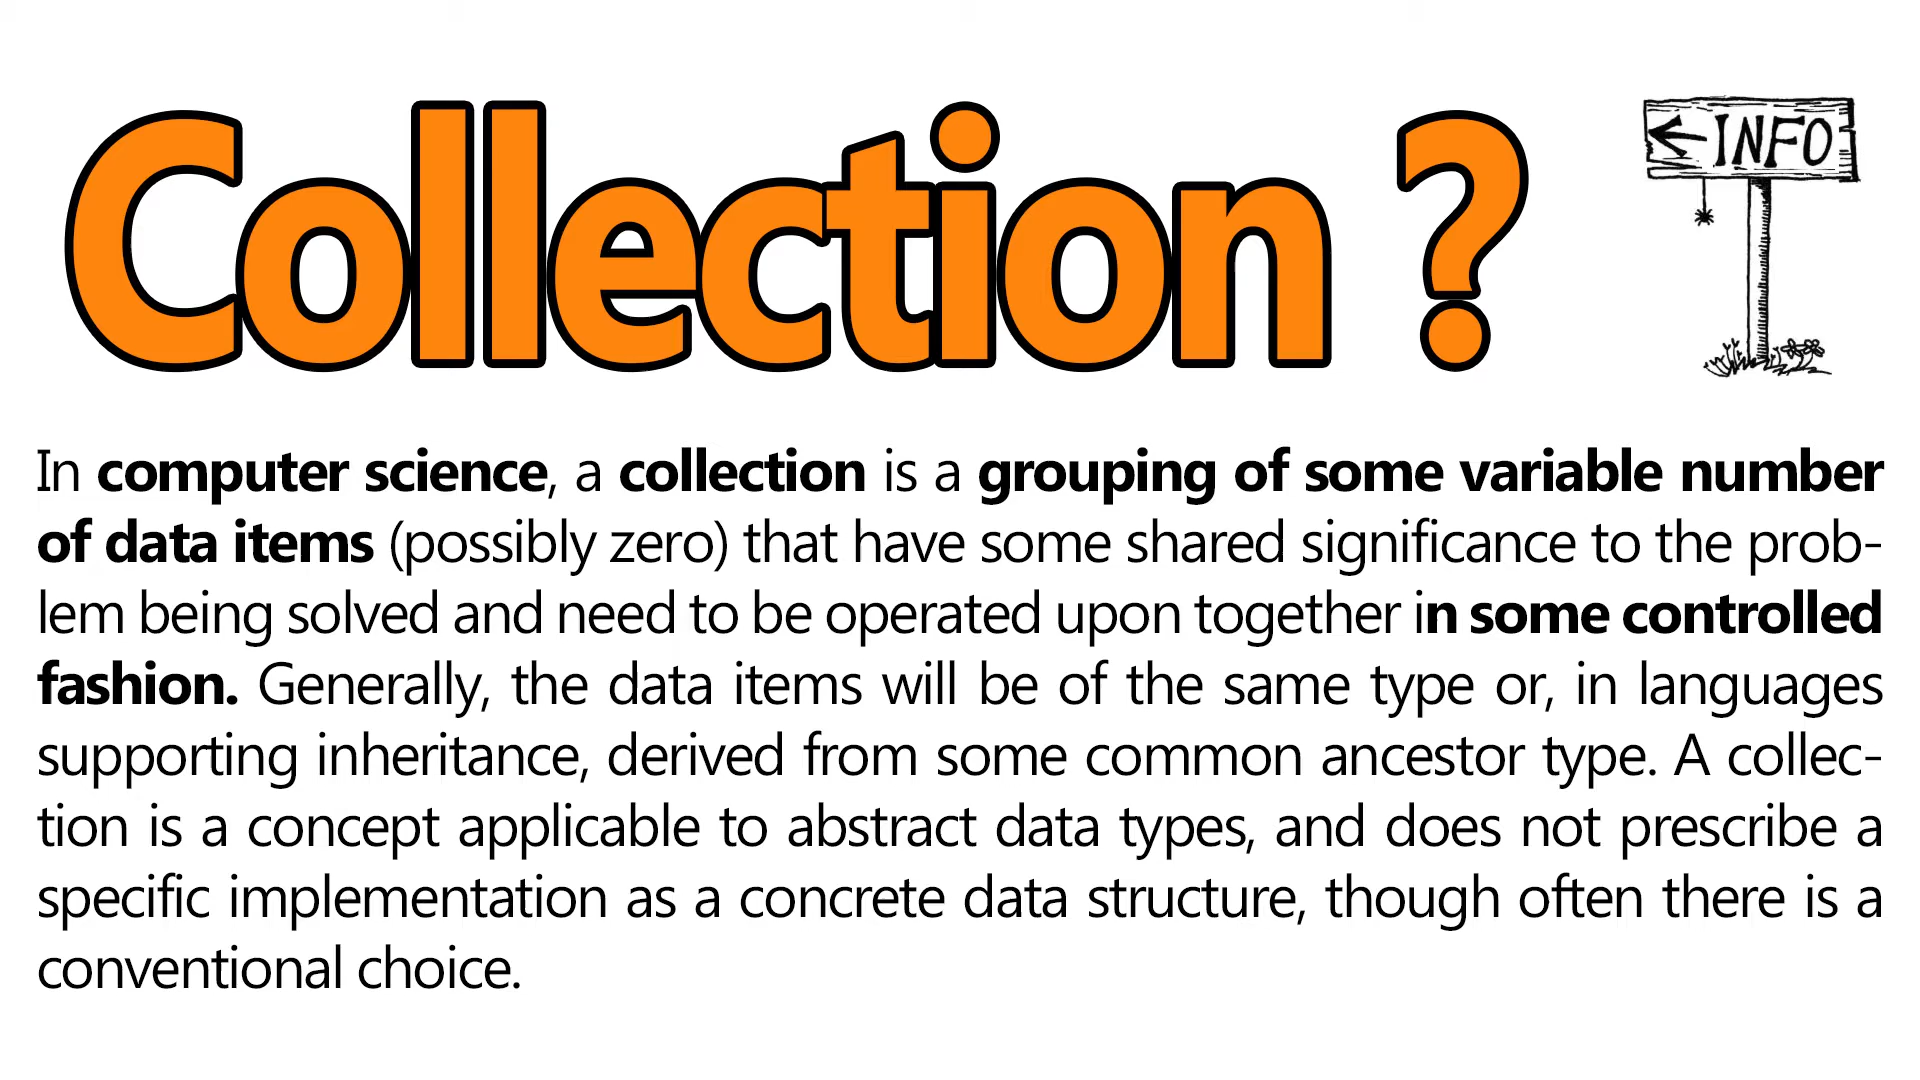 Collection ?
INFO
In computer science, a collection is a grouping of some variable number
of data items (possibly zero) that have some shared significance to the prob-
lem being solved and need to be operated upon together in some controlled
fashion. Generally, the data items will be of the same type or, in languages
supporting inheritance, derived from some common ancestor type. A collec-
tion is a concept applicable to abstract data types, and does not prescribe a
specific implementation as a concrete data structure, though often there is a
conventional choice.